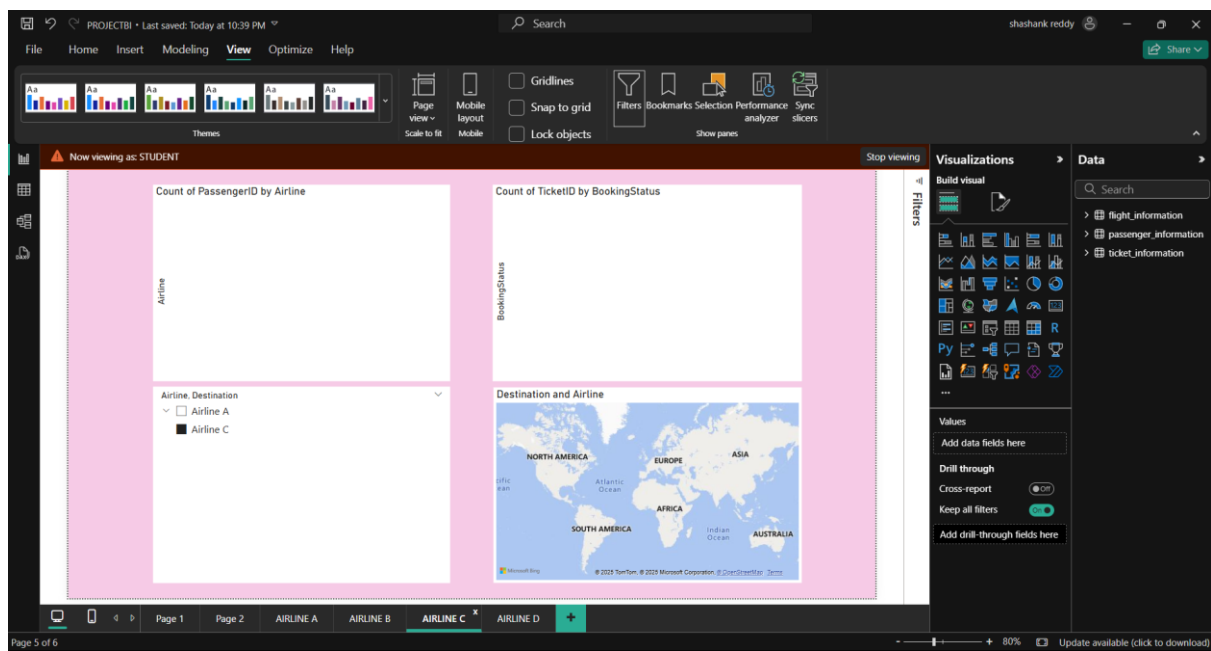 PROJECTBI • Last saved: Today at 10:39 PM
Search
shashank reddy
File Home Insert Modeling View Optimize Help
Share
Aa Aa Aa Aa Aa Aa
Themes
Page view
Scale to fit
Mobile layout
Mobile
Gridlines
Snap to grid
Lock objects
Filters Bookmarks Selection Performance analyzer Sync slicers
Show panes
Now viewing as: STUDENT
Stop viewing
Count of PassengerID by Airline
Airline
Count of TicketID by BookingStatus
BookingStatus
Airline, Destination
Airline A
Airline C
Destination and Airline
NORTH AMERICA
EUROPE
ASIA
Atlantic
Ocean
AFRICA
SOUTH AMERICA
Indian
Ocean
AUSTRALIA
Microsoft Bing
© 2025 TomTom, © 2025 Microsoft Corporation, © OpenStreetMap Terms
Filters
Visualizations
Build visual
R
Py
Values
Add data fields here
Drill through
Cross-report
Off
Keep all filters
On
Add drill-through fields here
Data
Search
flight_information
passenger_information
ticket_information
Page 1 Page 2 AIRLINE A AIRLINE B AIRLINE C AIRLINE D
Page 5 of 6
80%
Update available (click to download)